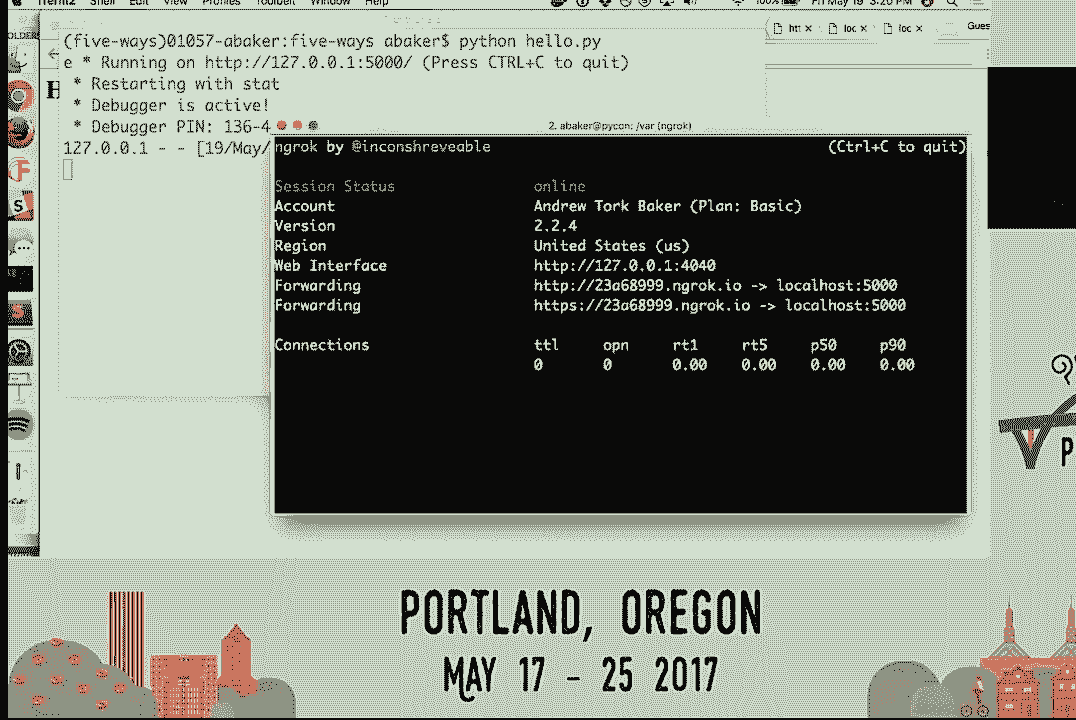 iTerm2 Shell Edit View Profiles Toolbelt Window Help 100% Fri May 19 3:20 PM
htt × loc × loc × Gues
(five-ways)01057-abaker:five-ways abaker$ python hello.py
e * Running on http://127.0.0.1:5000/ (Press CTRL+C to quit)
* Restarting with stat
* Debugger is active!
* Debugger PIN: 136-4
127.0.0.1 - - [19/May/
H
2. abaker@pycon: /var (ngrok)
ngrok by @inconshreveable (Ctrl+C to quit)
Session Status online
Account Andrew Tork Baker (Plan: Basic)
Version 2.2.4
Region United States (us)
Web Interface http://127.0.0.1:4040
Forwarding http://23a68999.ngrok.io -> localhost:5000
Forwarding https://23a68999.ngrok.io -> localhost:5000
Connections ttl opn rt1 rt5 p50 p90
0 0 0.00 0.00 0.00 0.00
P
PORTLAND, OREGON
MAY 17 - 25 2017